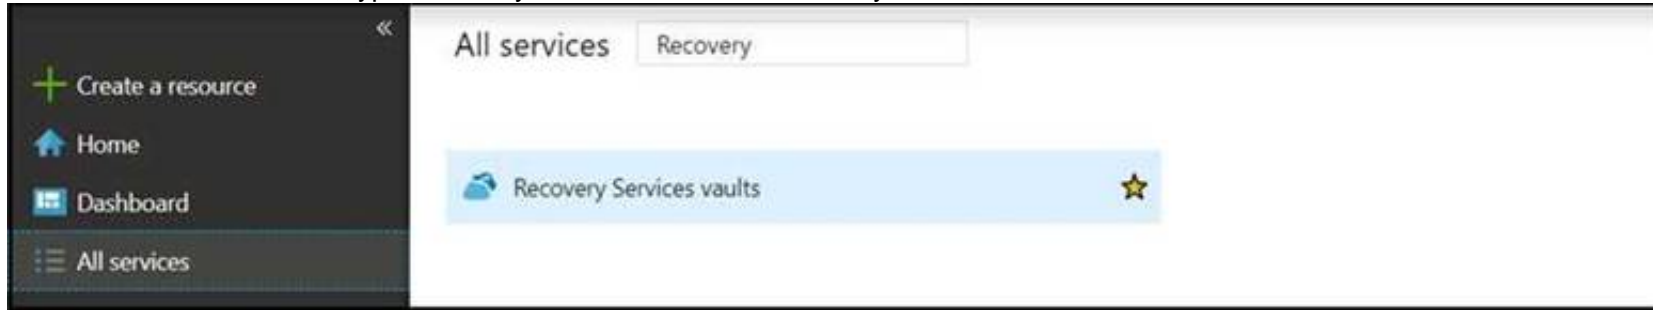 «
All services
Recovery
Create a resource
Home
Recovery Services vaults
Dashboard
All services